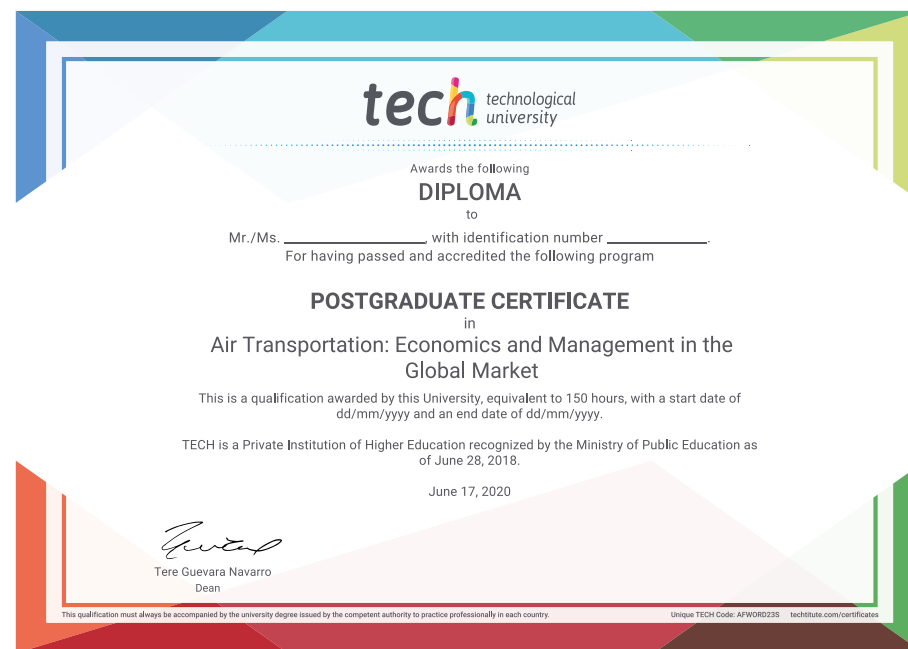 tech technological
university
Awards the following
DIPLOMA
to
Mr./Ms. ____________________, with identification number ______________.
For having passed and accredited the following program
POSTGRADUATE CERTIFICATE
in
Air Transportation: Economics and Management in the
Global Market
This is a qualification awarded by this University, equivalent to 150 hours, with a start date of
dd/mm/yyyy and an end date of dd/mm/yyyy.
TECH is a Private Institution of Higher Education recognized by the Ministry of Public Education as
of June 28, 2018.
June 17, 2020
Tere Guevara Navarro
Dean
This qualification must always be accompanied by the university degree issued by the competent authority to practice professionally in each country. Unique TECH Code: AFWORD23S techtitute.com/certificates